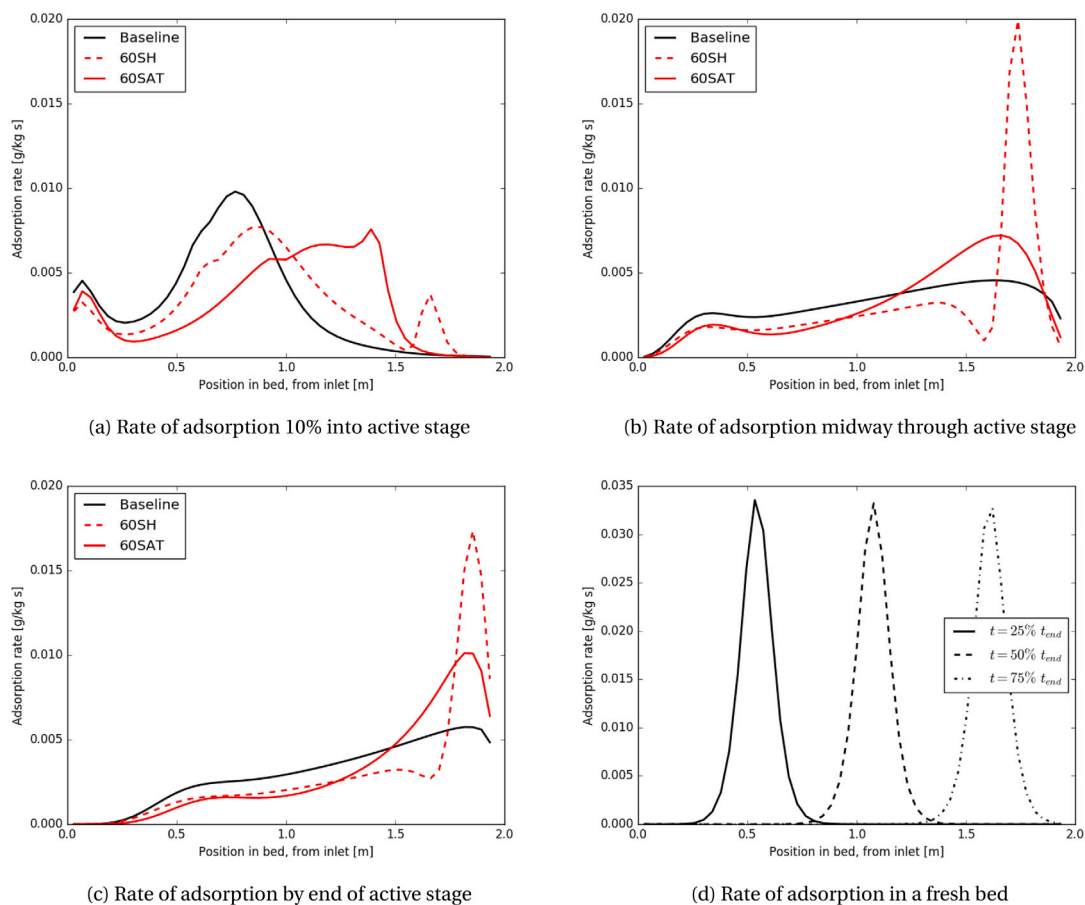 0.020
Baseline
60SH
60SAT
0.015
0.010
0.005
0.000
0.0 0.5 1.0 1.5 2.0
Adsorption rate [g/kg s]
Position in bed, from inlet [m]
(a) Rate of adsorption 10% into active stage
0.020
Baseline
60SH
60SAT
0.015
0.010
0.005
0.000
0.0 0.5 1.0 1.5 2.0
Adsorption rate [g/kg s]
Position in bed, from inlet [m]
(b) Rate of adsorption midway through active stage
0.020
Baseline
60SH
60SAT
0.015
0.010
0.005
0.000
0.0 0.5 1.0 1.5 2.0
Adsorption rate [g/kg s]
Position in bed, from inlet [m]
(c) Rate of adsorption by end of active stage
0.035
0.030
0.025
0.020
t = 25% t_end
t = 50% t_end
t = 75% t_end
0.015
0.010
0.005
0.000
0.0 0.5 1.0 1.5 2.0
Adsorption rate [g/kg s]
Position in bed, from inlet [m]
(d) Rate of adsorption in a fresh bed